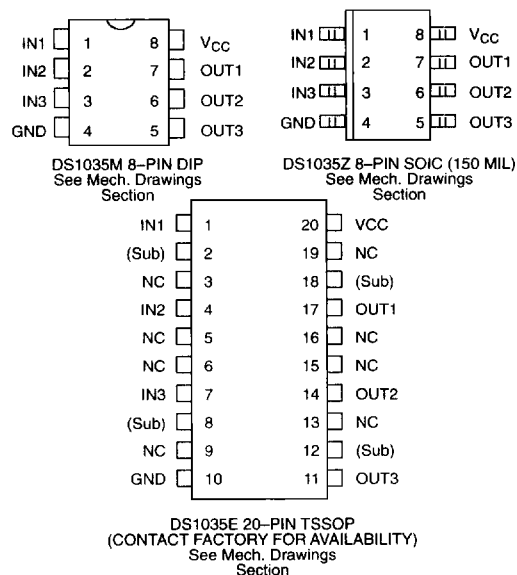 IN1 1 8 VCC
IN2 2 7 OUT1
IN3 3 6 OUT2
GND 4 5 OUT3
DS1035M 8–PIN DIP
See Mech. Drawings
Section
IN1 1 8 VCC
IN2 2 7 OUT1
IN3 3 6 OUT2
GND 4 5 OUT3
DS1035Z 8–PIN SOIC (150 MIL)
See Mech. Drawings
Section
IN1 1 20 VCC
(Sub) 2 19 NC
NC 3 18 (Sub)
IN2 4 17 OUT1
NC 5 16 NC
NC 6 15 NC
IN3 7 14 OUT2
(Sub) 8 13 NC
NC 9 12 (Sub)
GND 10 11 OUT3
DS1035E 20–PIN TSSOP
(CONTACT FACTORY FOR AVAILABILITY)
See Mech. Drawings
Section